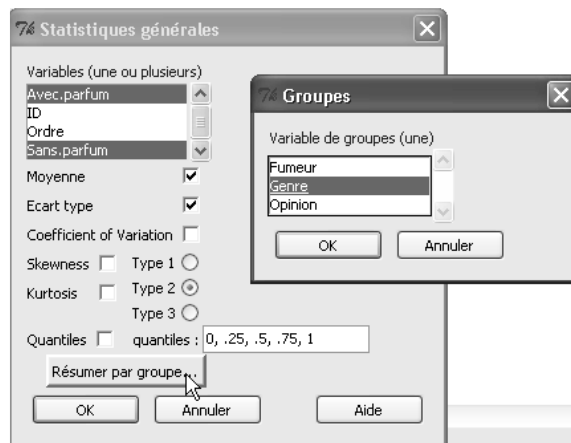 Statistiques générales
Variables (une ou plusieurs)
Avec.parfum
ID
Ordre
Sans.parfum
Moyenne
Ecart type
Coefficient of Variation
Skewness Type 1
Kurtosis Type 2
Type 3
Quantiles quantiles : 0, .25, .5, .75, 1
Résumer par groupe...
OK Annuler Aide
Groupes
Variable de groupes (une)
Fumeur
Genre
Opinion
OK Annuler